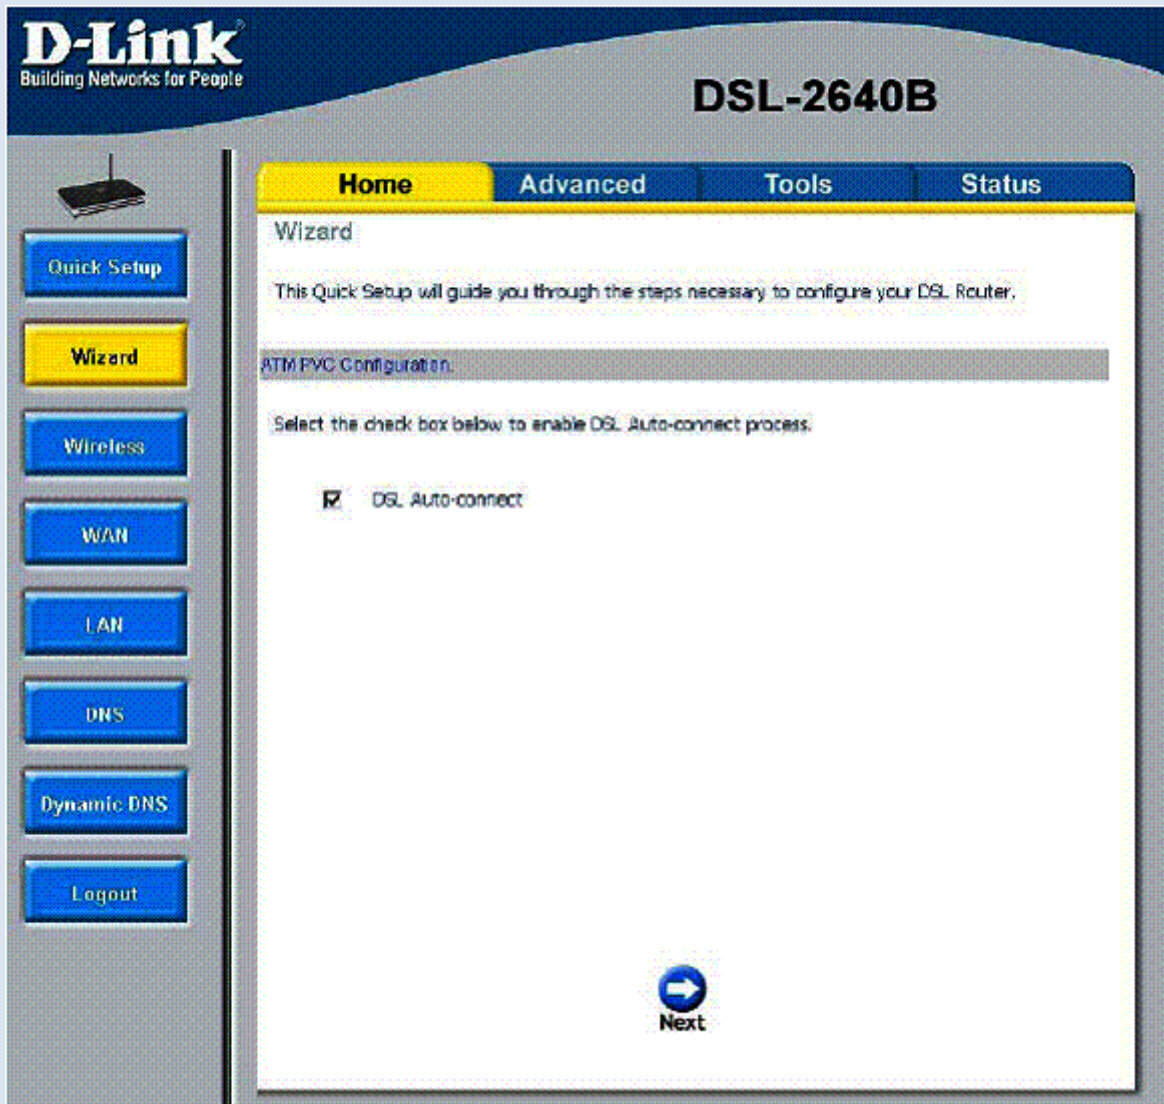 D-Link
Building Networks for People
DSL-2640B
Home Advanced Tools Status
Quick Setup
Wizard
Wireless
WAN
LAN
DNS
Dynamic DNS
Logout
Wizard
This Quick Setup will guide you through the steps necessary to configure your DSL Router.
ATM PVC Configuration.
Select the check box below to enable DSL Auto-connect process.
DSL Auto-connect
Next